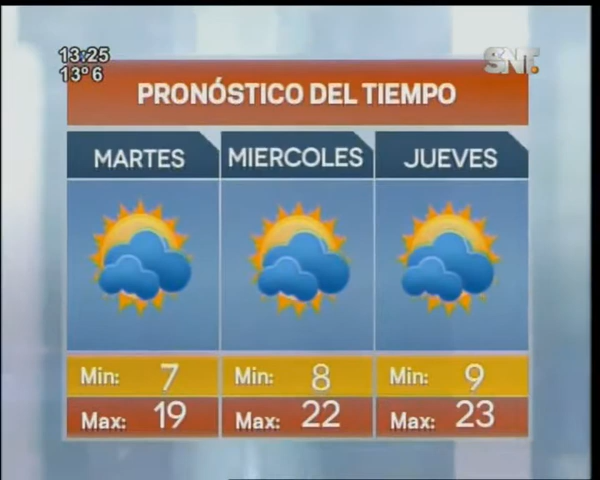 13:25
13º 6
SNT.
PRONÓSTICO DEL TIEMPO
MARTES MIERCOLES JUEVES
Min: 7 Min: 8 Min: 9
Max: 19 Max: 22 Max: 23